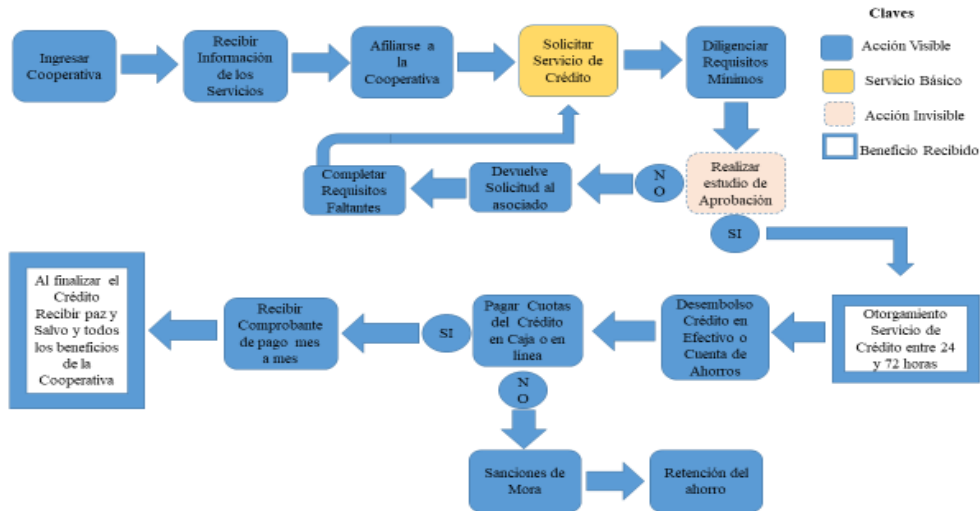 Claves
Ingresar
Cooperativa
Recibir
Información
de los
Servicios
Afiliarse a
la
Cooperativa
Solicitar
Servicio de
Crédito
Diligenciar
Requisitos
Mínimos
Acción Visible
Servicio Básico
Acción Invisible
Beneficio Recibido
Completar
Requisitos
Faltantes
Devuelve
Solicitud al
asociado
N
O
Realizar
estudio de
Aprobación
SI
Al finalizar el
Crédito
Recibir paz y
Salvo y todos
los beneficios
de la
Cooperativa
Recibir
Comprobante
de pago mes
a mes
SI
Pagar Cuotas
del Crédito
en Caja o en
línea
Desembolso
Crédito en
Efectivo o
Cuenta de
Ahorros
Otorgamiento
Servicio de
Crédito entre 24
y 72 horas
N
O
Sanciones de
Mora
Retención del
ahorro